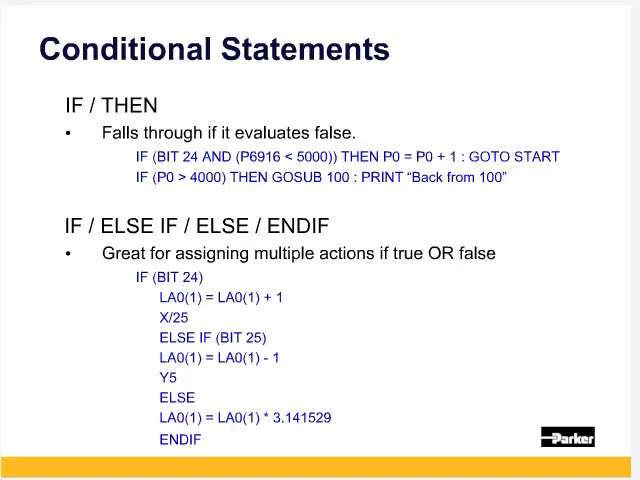 Conditional Statements
IF / THEN
• Falls through if it evaluates false.
IF (BIT 24 AND (P6916 < 5000)) THEN P0 = P0 + 1 : GOTO START
IF (P0 > 4000) THEN GOSUB 100 : PRINT “Back from 100”
IF / ELSE IF / ELSE / ENDIF
• Great for assigning multiple actions if true OR false
IF (BIT 24)
LA0(1) = LA0(1) + 1
X/25
ELSE IF (BIT 25)
LA0(1) = LA0(1) - 1
Y5
ELSE
LA0(1) = LA0(1) * 3.141529
ENDIF
Parker